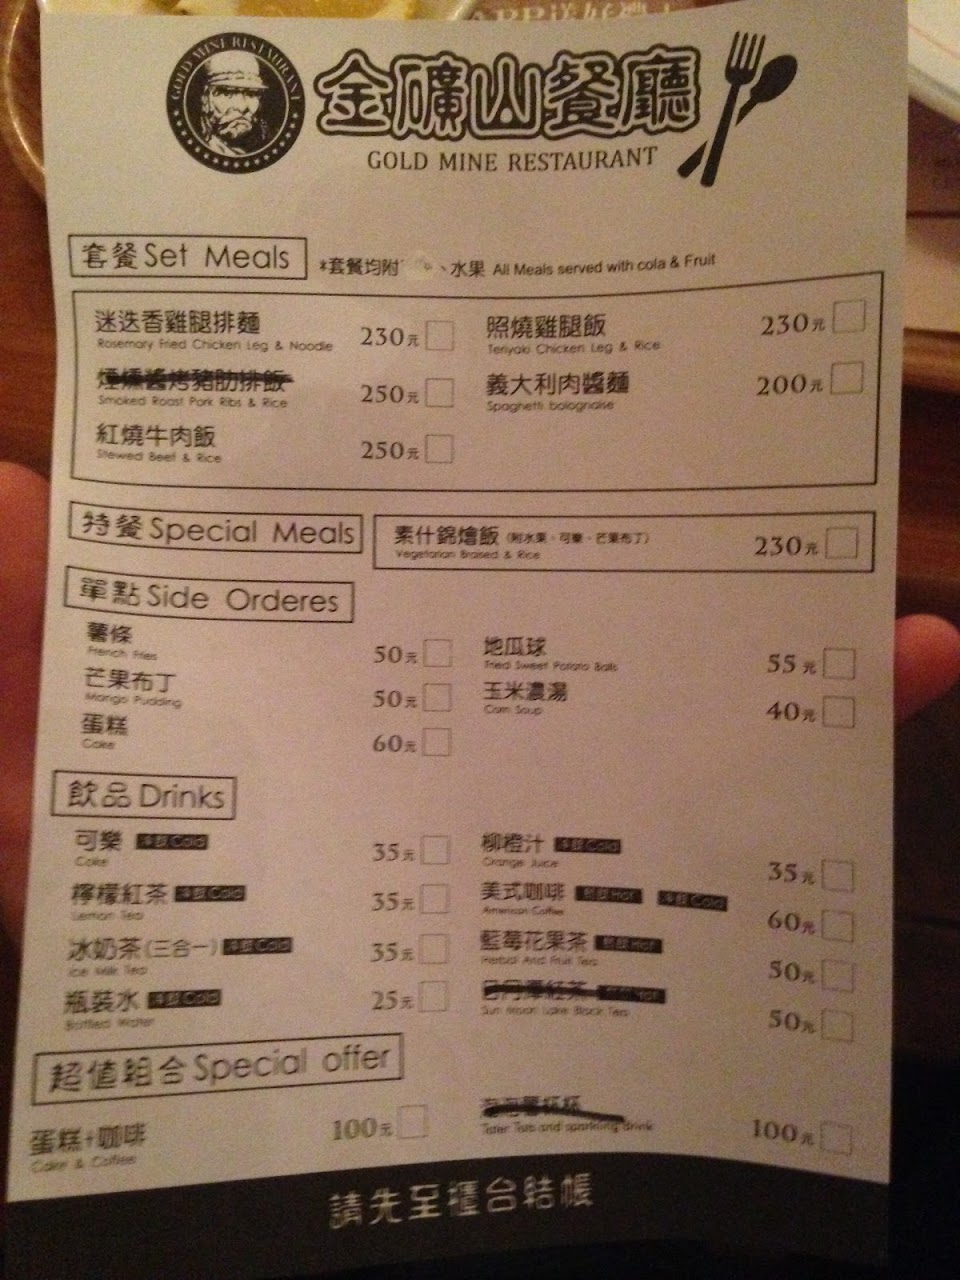 GOLD MINE RESTAURANT
金礦山餐廳
GOLD MINE RESTAURANT
套餐 Set Meals
*套餐均附、水果 All Meals served with cola & Fruit
迷迭香雞腿排麵 230元
Rosemary Fried Chicken Leg & Noodle
煙燻醬烤豬肋排飯 250元
Smoked Roast Pork Ribs & Rice
紅燒牛肉飯 250元
Stewed Beef & Rice
照燒雞腿飯 230元
Teriyaki Chicken Leg & Rice
義大利肉醬麵 200元
Spaghetti bolognaise
特餐 Special Meals
素什錦燴飯 (附水果、可樂、芒果布丁) 230元
Vegetarian Braised & Rice
單點 Side Orderes
薯條 50元
French Fries
芒果布丁 50元
Mango Pudding
蛋糕 60元
Cake
地瓜球 55元
Fried Sweet Potato Balls
玉米濃湯 40元
Corn Soup
飲品 Drinks
可樂 冷飲 Cold 35元
Coke
檸檬紅茶 冷飲 Cold 35元
Lemon Tea
冰奶茶(三合一) 冷飲 Cold 35元
Ice Milk Tea
瓶裝水 冷飲 Cold 25元
Bottled Water
柳橙汁 冷飲 Cold 35元
Orange Juice
美式咖啡 熱飲 Hot 冷飲 Cold 60元
American Coffee
藍莓花果茶 熱飲 Hot 50元
Herbal And Fruit Tea
日月潭紅茶 Hot 50元
Sun Moon Lake Black Tea
超值組合 Special offer
蛋糕+咖啡 100元
Cake & Coffee
100元
Tater Tots and sparkling drink
請先至櫃台結帳